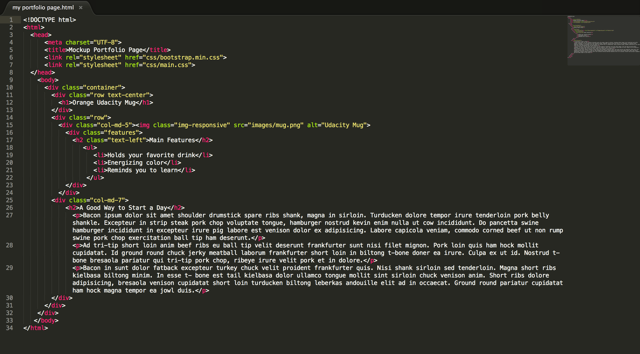 my portfolio page.html ×
1 <!DOCTYPE html>
2 <html>
3 <head>
4 <meta charset="UTF-8">
5 <title>Mockup Portfolio Page</title>
6 <link rel="stylesheet" href="css/bootstrap.min.css">
7 <link rel="stylesheet" href="css/main.css">
8 </head>
9 <body>
10 <div class="container">
11 <div class="row text-center">
12 <h1>Orange Udacity Mug</h1>
13 </div>
14 <div class="row">
15 <div class="col-md-5"><img class="img-responsive" src="images/mug.png" alt="Udacity Mug">
16 <div class="features">
17 <h2 class="text-left">Main Features</h2>
18 <ul>
19 <li>Holds your favorite drink</li>
20 <li>Energizing color</li>
21 <li>Reminds you to learn</li>
22 </ul>
23 </div>
24 </div>
25 <div class="col-md-7">
26 <h2>A Good Way to Start a Day</h2>
27 <p>Bacon ipsum dolor sit amet shoulder drumstick spare ribs shank, magna in sirloin. Turducken dolore tempor irure tenderloin pork belly
shankle. Excepteur in strip steak pork chop voluptate tongue, hamburger nostrud kevin enim nulla ut cow incididunt. Do pancetta swine
hamburger incididunt in excepteur irure pig labore est venison dolor ex adipisicing. Labore capicola veniam, commodo corned beef ut non rump
swine pork chop exercitation ball tip ham deserunt.</p>
28 <p>Ad tri-tip short loin anim beef ribs eu ball tip velit deserunt frankfurter sunt nisi filet mignon. Pork loin quis ham hock mollit
cupidatat. Id ground round chuck jerky meatball laborum frankfurter short loin in biltong t-bone doner ea irure. Culpa ex ut id. Nostrud t-
bone bresaola pariatur qui tri-tip pork chop, ribeye irure velit pork et in dolore.</p>
29 <p>Bacon in sunt dolor fatback excepteur turkey chuck velit proident frankfurter quis. Nisi shank sirloin sed tenderloin. Magna short ribs
kielbasa biltong minim. In esse t- bone est tail kielbasa dolor ullamco tongue mollit sint sirloin chuck venison anim. Short ribs dolore
adipisicing, bresaola venison cupidatat short loin turducken biltong leberkas andouille elit ad in occaecat. Ground round pariatur cupidatat
ham hock magna tempor ea jowl duis.</p>
30 </div>
31 </div>
32 </div>
33 </body>
34 </html>